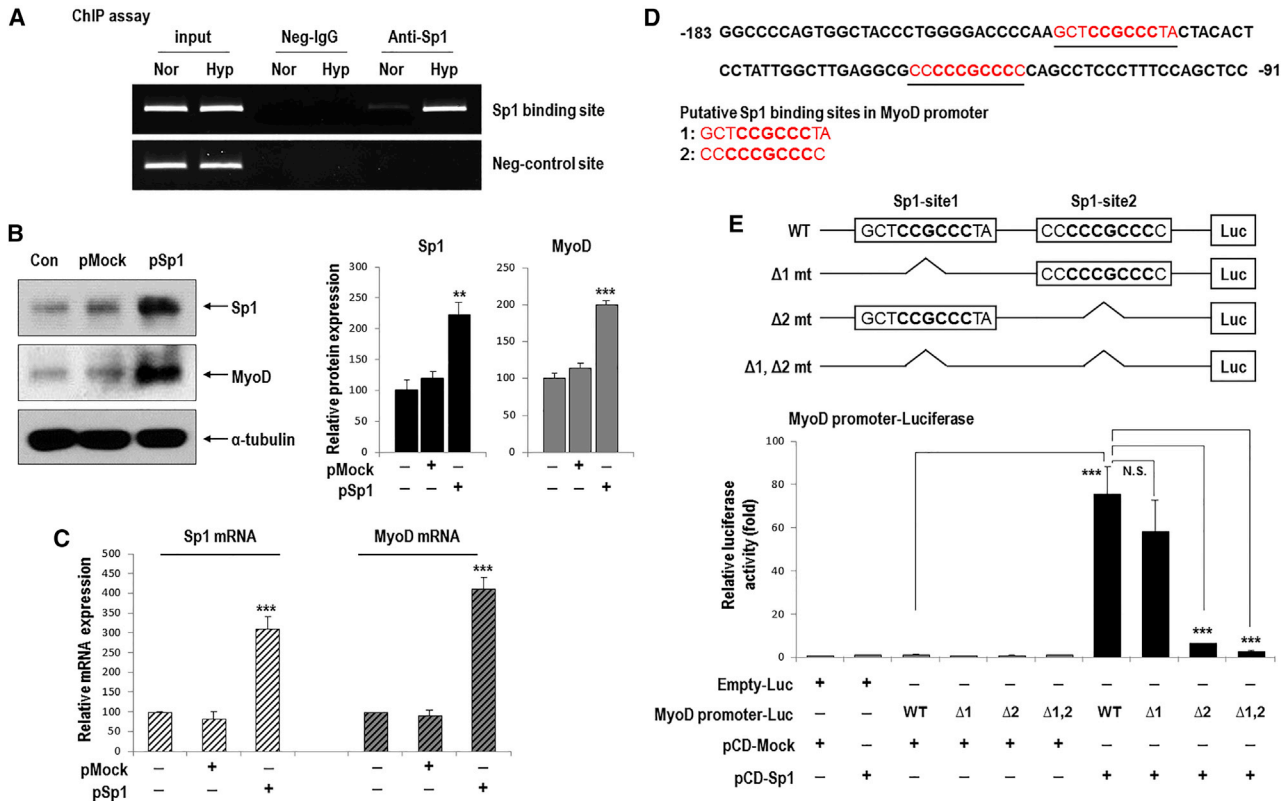 A
ChIP assay
input Neg-IgG Anti-Sp1
Nor Hyp Nor Hyp Nor Hyp
Sp1 binding site
Neg-control site
B
Con pMock pSp1
Sp1
MyoD
α-tubulin
Sp1
MyoD
Relative protein expression
300
250
200
150
100
50
0
**
250
200
150
100
50
0
***
pMock – + – – + –
pSp1 – – + – – +
C
Sp1 mRNA MyoD mRNA
Relative mRNA expression
500
450
400
350
300
250
200
150
100
50
0
*** ***
pMock – + – – + –
pSp1 – – + – – +
D
-183 GGCCCCAGTGGCTACCCTGGGGACCCCAAGCTCCGCCCTACTACACT
CCTATTGGCTTGAGGCGCCCCCGCCCCCAGCCTCCCTTTCCAGCTCC -91
Putative Sp1 binding sites in MyoD promoter
1: GCTCCGCCCTA
2: CCCCCGCCCC
E
Sp1-site1 Sp1-site2
WT GCTCCGCCCTA CCCCCGCCCC Luc
Δ1 mt CCCCCGCCCC Luc
Δ2 mt GCTCCGCCCTA Luc
Δ1, Δ2 mt Luc
MyoD promoter-Luciferase
Relative luciferase
activity (fold)
100
80
60
40
20
0
*** N.S. *** ***
Empty-Luc + + – – – – – – – –
MyoD promoter-Luc – – WT Δ1 Δ2 Δ1,2 WT Δ1 Δ2 Δ1,2
pCD-Mock + – + + + + – – – –
pCD-Sp1 – + – – – – + + + +